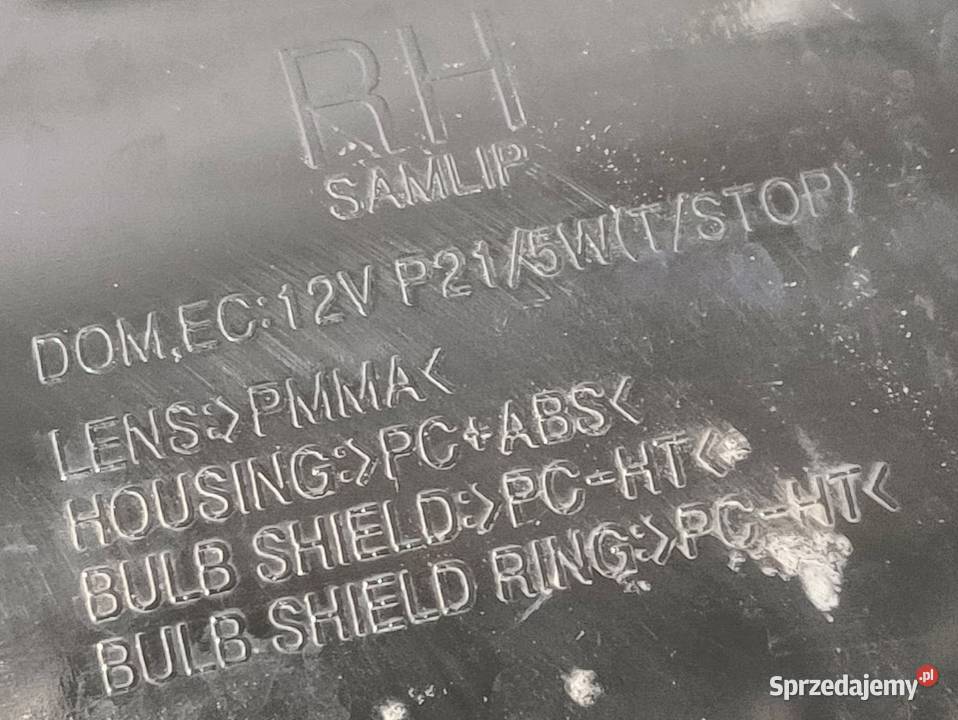 RH
SAMLIP
DOM,EC:12V P21/5W(T/STOP)
LENS:>PMMA<
HOUSING:>PC+ABS<
BULB SHIELD:>PC-HT<
BULB SHIELD RING:>PC-HT<
Sprzedajemy.pl